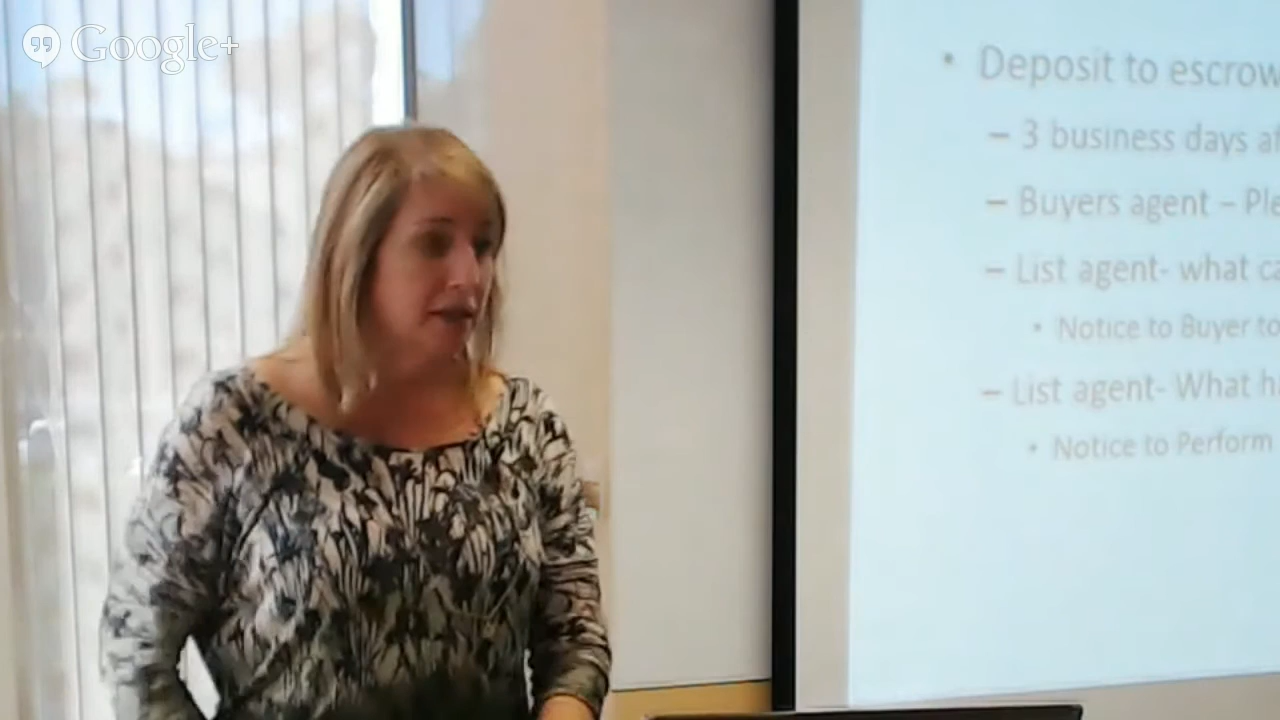 Google+
• Deposit to escrow
– 3 business days
– Buyers agent –
– List agent- what
• Notice to Buyer to
– List agent- What
• Notice to Perform